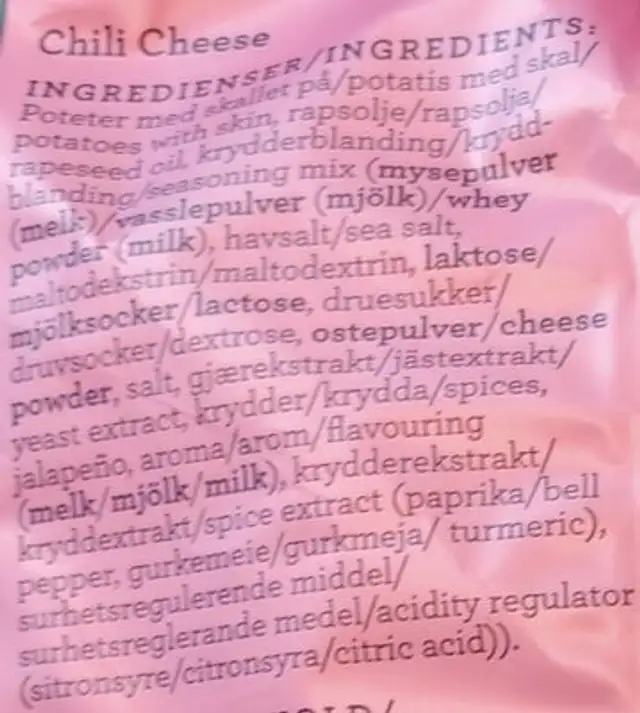 Chili Cheese
INGREDIENSER/INGREDIENTS:
Poteter med skallet på/potatis med skal/
potatoes with skin, rapsolje/rapsolja/
rapeseed oil, krydderblanding/krydd-
blanding/seasoning mix (mysepulver
(melk)/vasslepulver (mjölk)/whey
powder (milk), havsalt/sea salt,
maltodekstrin/maltodextrin, laktose/
mjölksocker/lactose, druesukker/
druvsocker/dextrose, ostepulver/cheese
powder, salt, gjærekstrakt/jästextrakt/
yeast extract, krydder/krydda/spices,
jalapeño, aroma/arom/flavouring
(melk/mjölk/milk), krydderekstrakt/
kryddextrakt/spice extract (paprika/bell
pepper, gurkemeie/gurkmeja/ turmeric),
surhetsregulerende middel/
surhetsreglerande medel/acidity regulator
(sitronsyre/citronsyra/citric acid)).